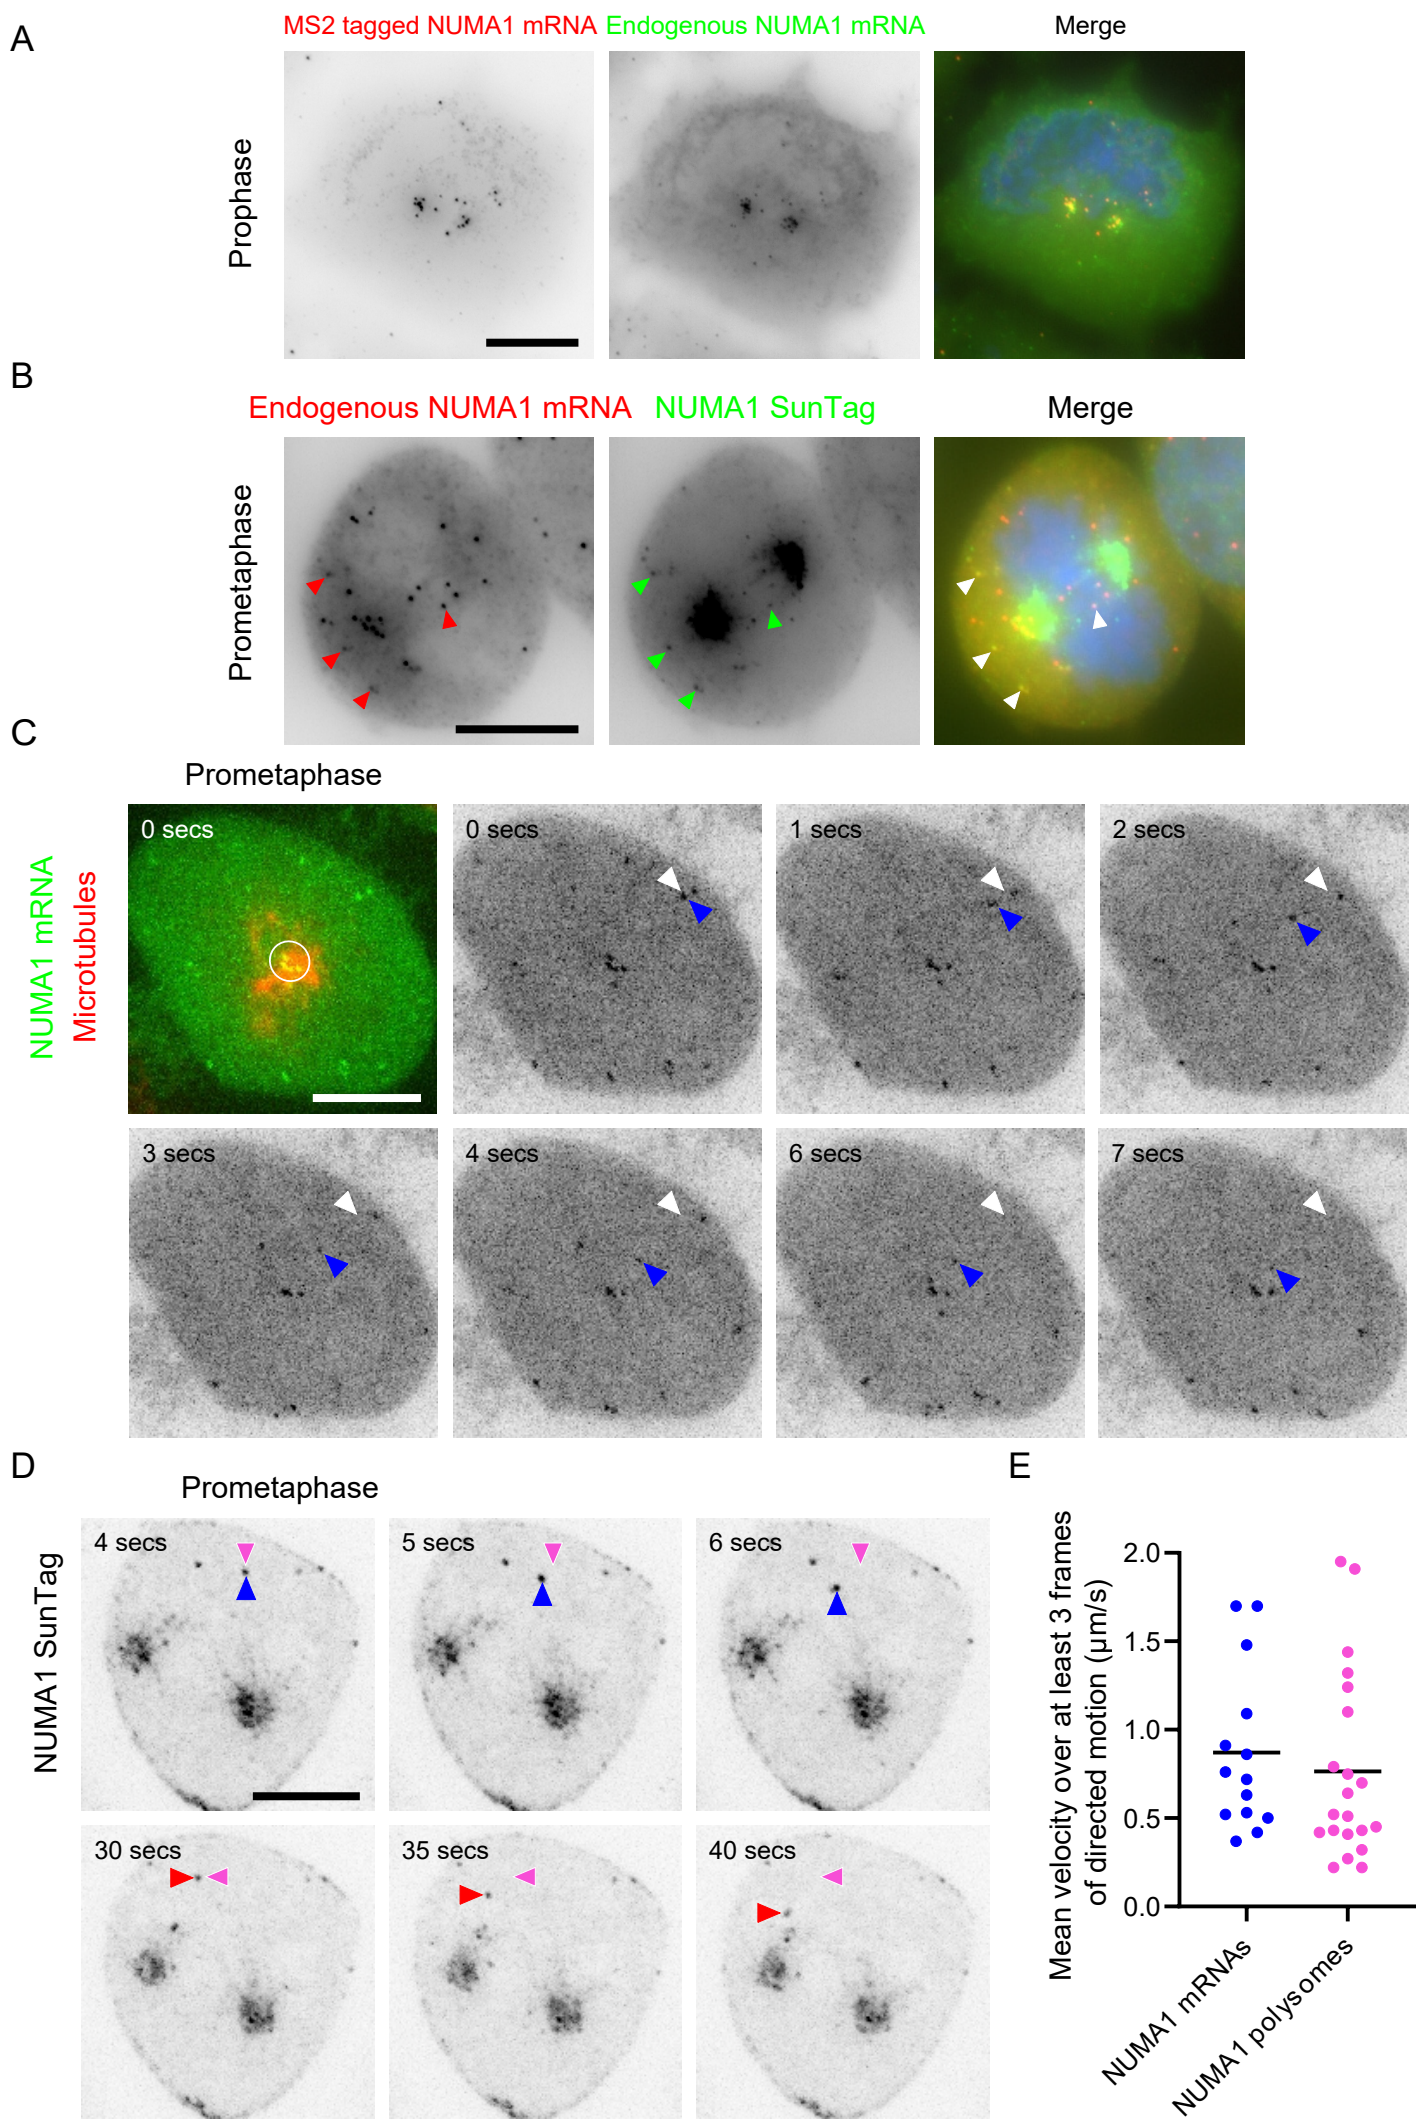 A
MS2 tagged NUMA1 mRNA Endogenous NUMA1 mRNA Merge
Prophase
B
Endogenous NUMA1 mRNA NUMA1 SunTag Merge
Prometaphase
C
Prometaphase
NUMA1 mRNA
Microtubules
0 secs 0 secs 1 secs 2 secs
3 secs 4 secs 6 secs 7 secs
D
Prometaphase
NUMA1 SunTag
4 secs 5 secs 6 secs
30 secs 35 secs 40 secs
E
Mean velocity over at least 3 frames
of directed motion (µm/s)
2.0
1.5
1.0
0.5
0.0
NUMA1 mRNAs
NUMA1 polysomes